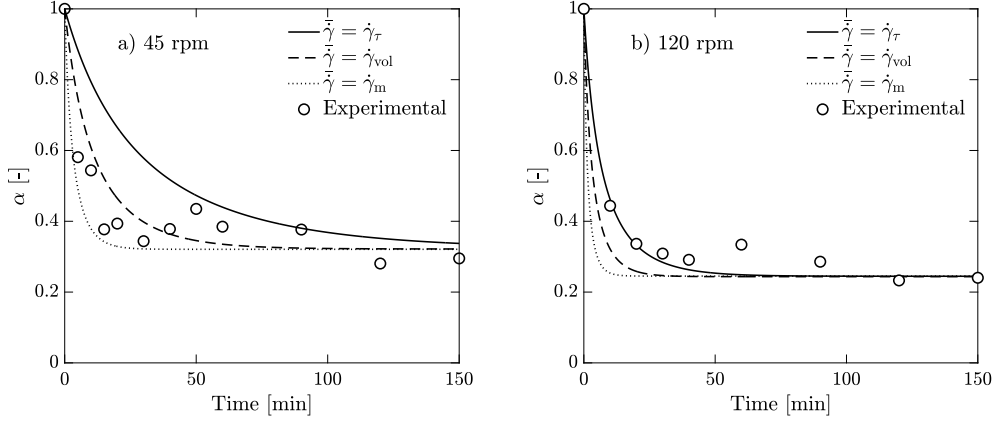 a) 45 rpm
γ̄̇ = γ̇τ
γ̄̇ = γ̇vol
γ̄̇ = γ̇m
Experimental
1
0.8
0.6
0.4
0.2
0
α [-]
0 50 100 150
Time [min]
b) 120 rpm
γ̄̇ = γ̇τ
γ̄̇ = γ̇vol
γ̄̇ = γ̇m
Experimental
1
0.8
0.6
0.4
0.2
0
α [-]
0 50 100 150
Time [min]